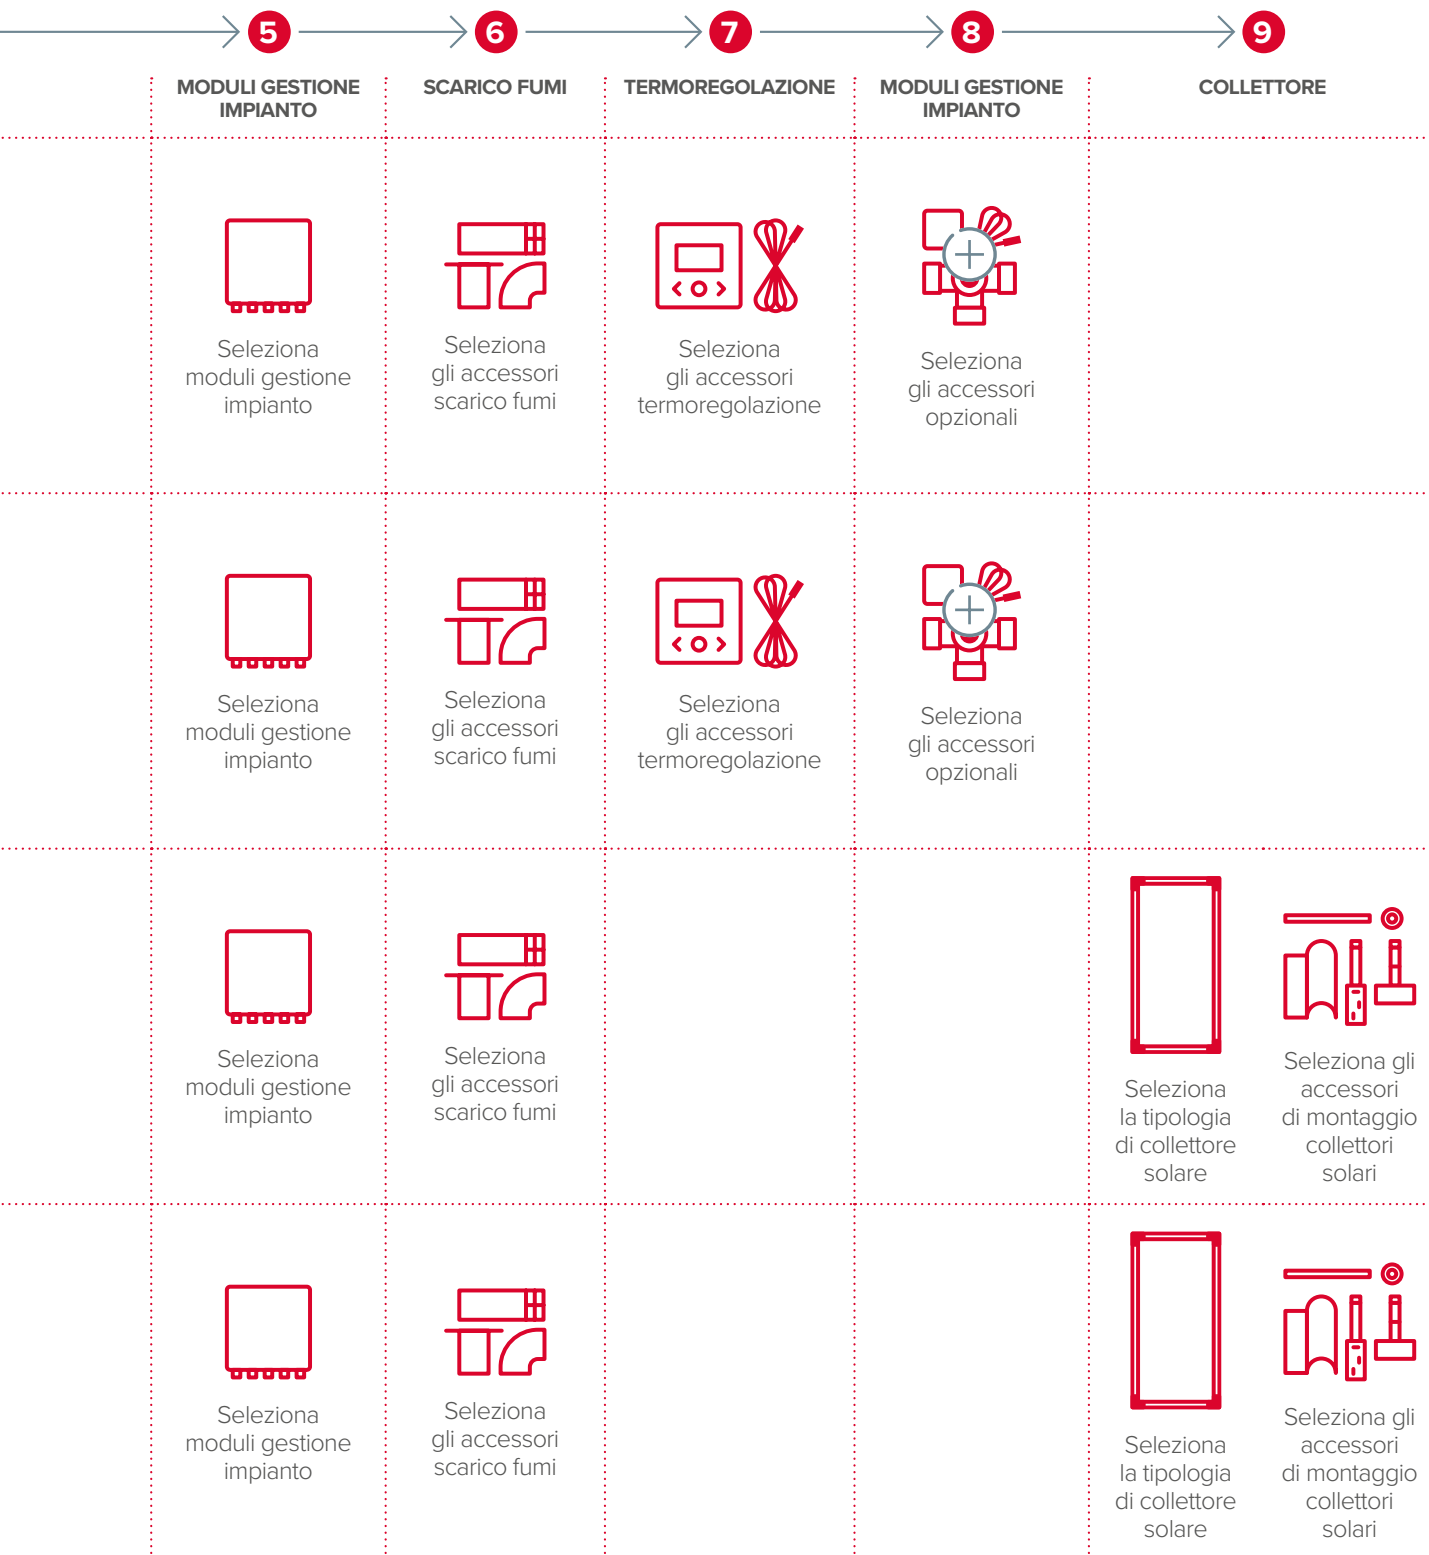 5
6
7
8
9
MODULI GESTIONE
IMPIANTO
SCARICO FUMI
TERMOREGOLAZIONE
MODULI GESTIONE
IMPIANTO
COLLETTORE
Seleziona
moduli gestione
impianto
Seleziona
gli accessori
scarico fumi
Seleziona
gli accessori
termoregolazione
Seleziona
gli accessori
opzionali
Seleziona
moduli gestione
impianto
Seleziona
gli accessori
scarico fumi
Seleziona
gli accessori
termoregolazione
Seleziona
gli accessori
opzionali
Seleziona
moduli gestione
impianto
Seleziona
gli accessori
scarico fumi
Seleziona
la tipologia
di collettore
solare
Seleziona gli
accessori
di montaggio
collettori
solari
Seleziona
moduli gestione
impianto
Seleziona
gli accessori
scarico fumi
Seleziona
la tipologia
di collettore
solare
Seleziona gli
accessori
di montaggio
collettori
solari